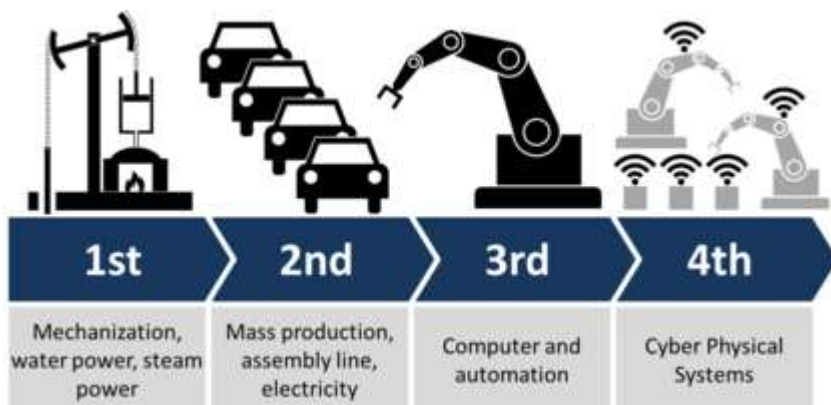 1st
2nd
3rd
4th
Mechanization,
water power, steam
power
Mass production,
assembly line,
electricity
Computer and
automation
Cyber Physical
Systems